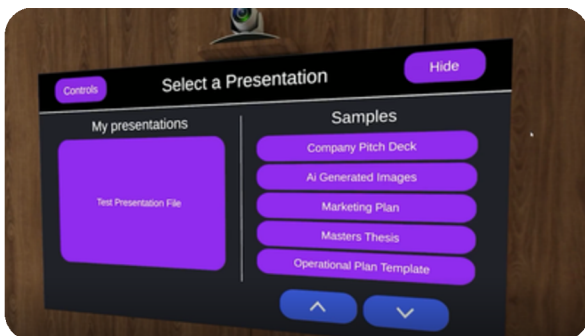 Controls
Select a Presentation
Hide
My presentations
Test Presentation File
Samples
Company Pitch Deck
Ai Generated Images
Marketing Plan
Masters Thesis
Operational Plan Template